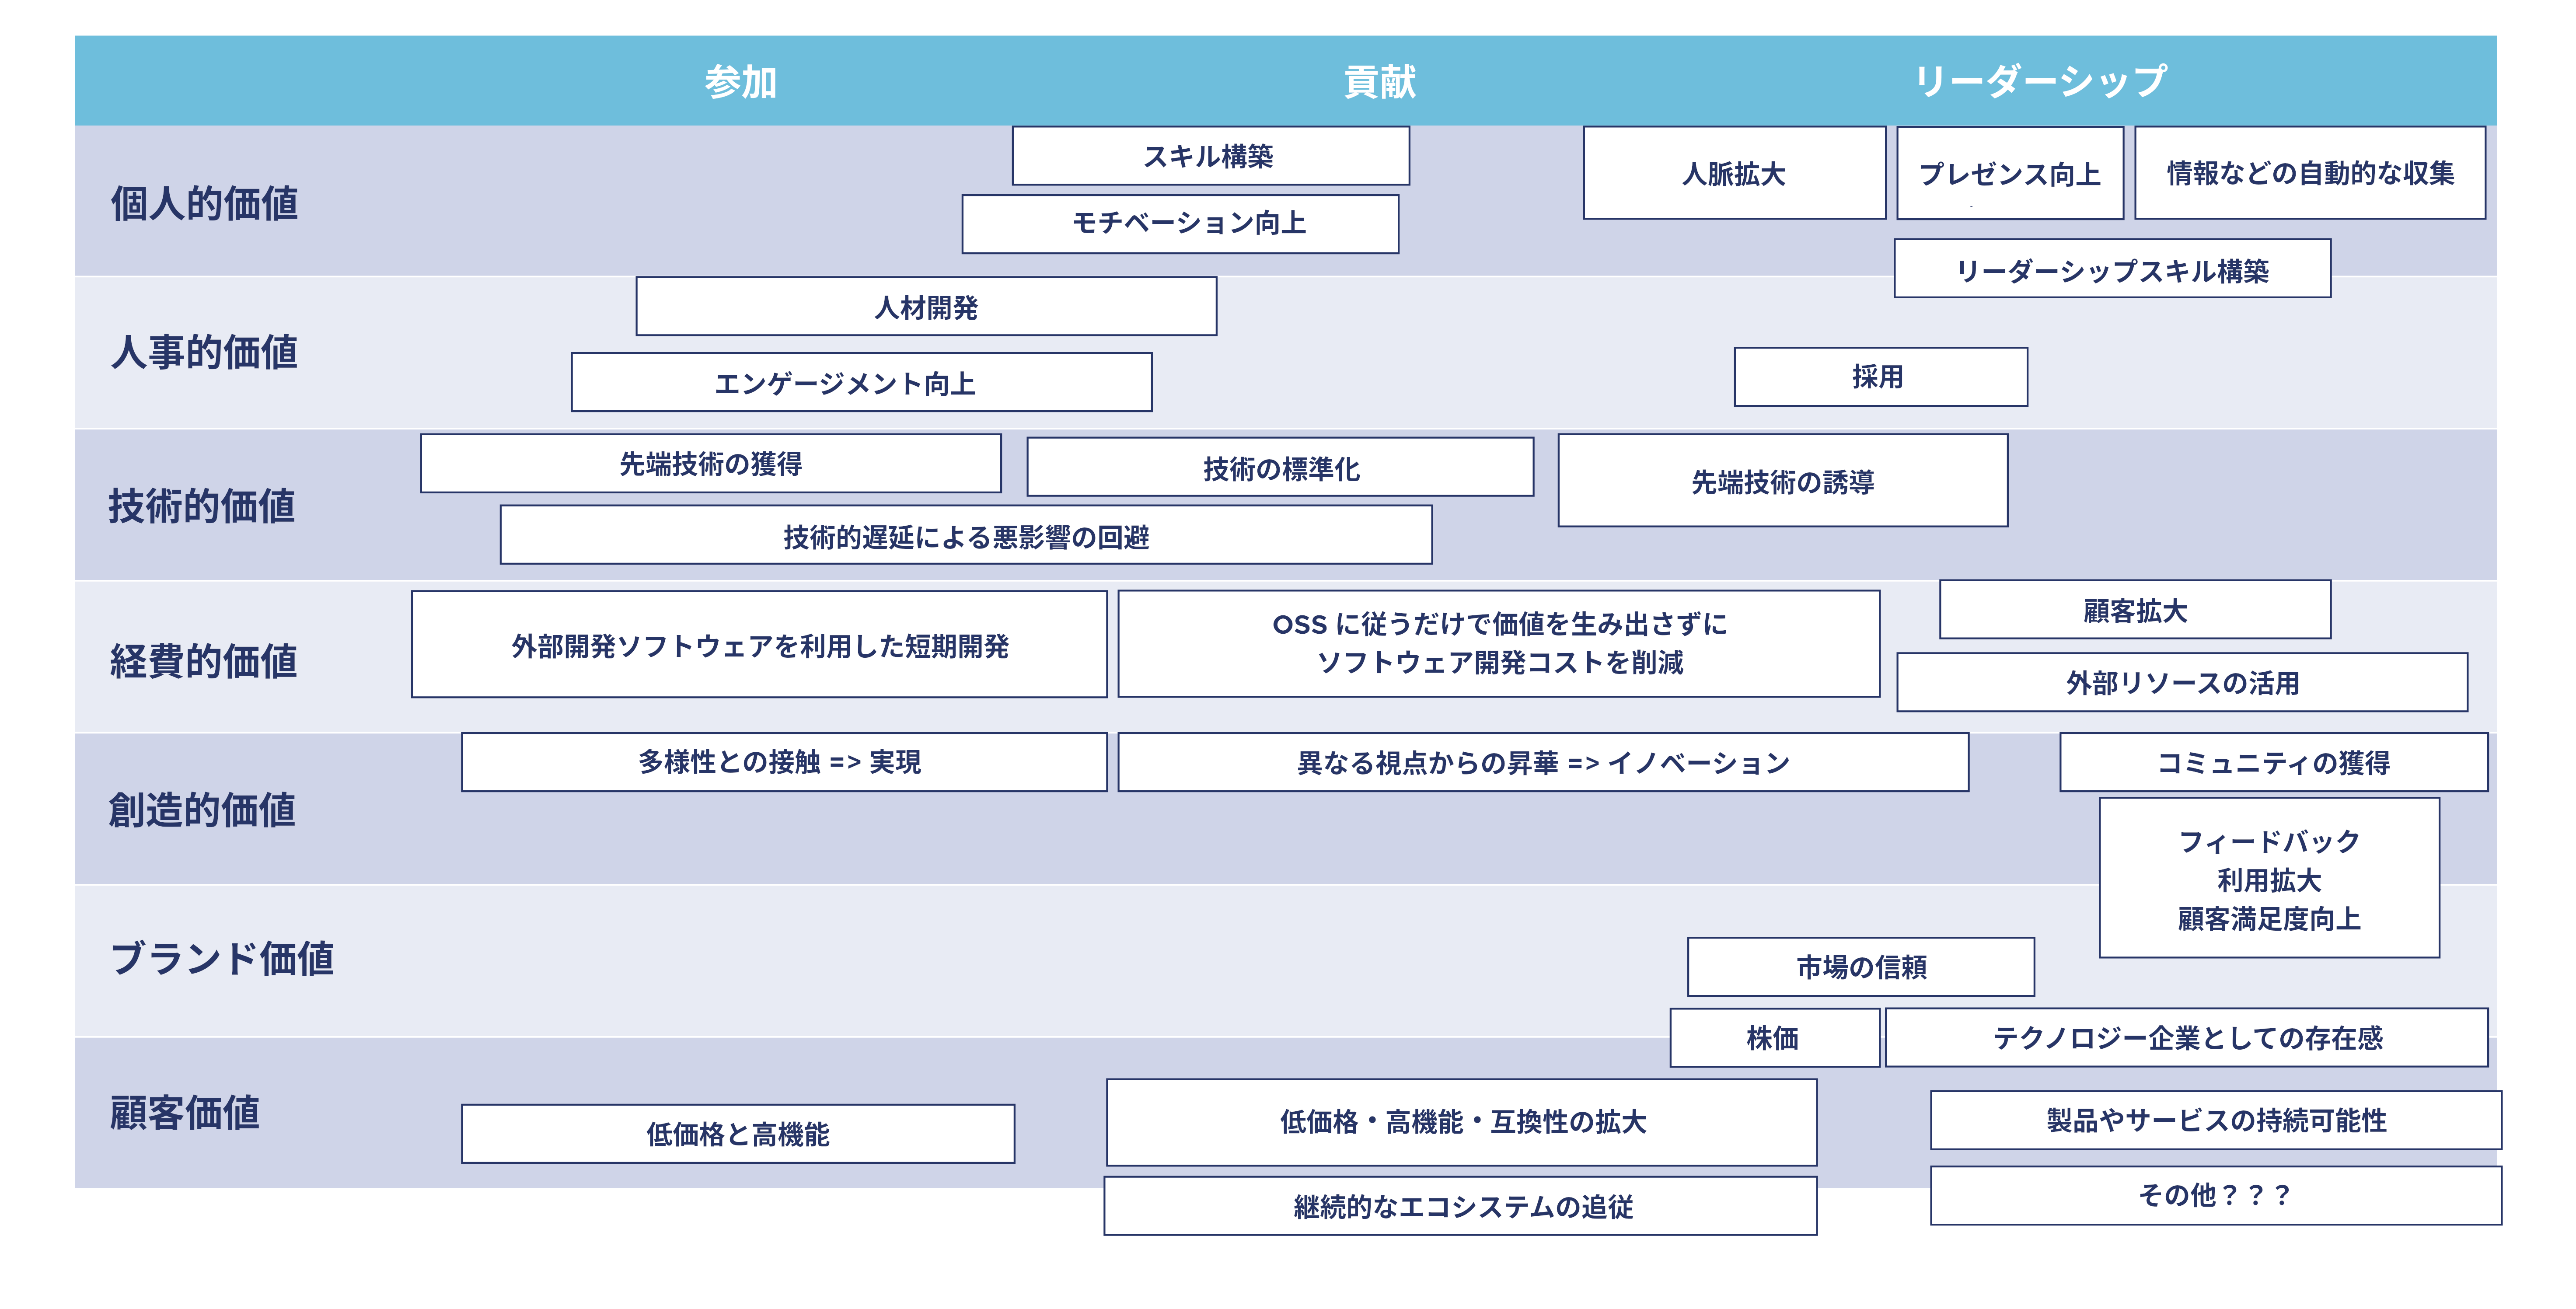 参加
貢献
リーダーシップ
個人的価値
スキル構築
モチベーション向上
人脈拡大
プレゼンス向上
情報などの自動的な収集
リーダーシップスキル構築
人事的価値
人材開発
エンゲージメント向上
採用
技術的価値
先端技術の獲得
技術の標準化
先端技術の誘導
技術的遅延による悪影響の回避
経費的価値
外部開発ソフトウェアを利用した短期開発
OSS に従うだけで価値を生み出さずに
ソフトウェア開発コストを削減
顧客拡大
外部リソースの活用
創造的価値
多様性との接触 => 実現
異なる視点からの昇華 => イノベーション
コミュニティの獲得
フィードバック
利用拡大
顧客満足度向上
ブランド価値
市場の信頼
株価
テクノロジー企業としての存在感
顧客価値
低価格と高機能
低価格・高機能・互換性の拡大
製品やサービスの持続可能性
継続的なエコシステムの追従
その他？？？